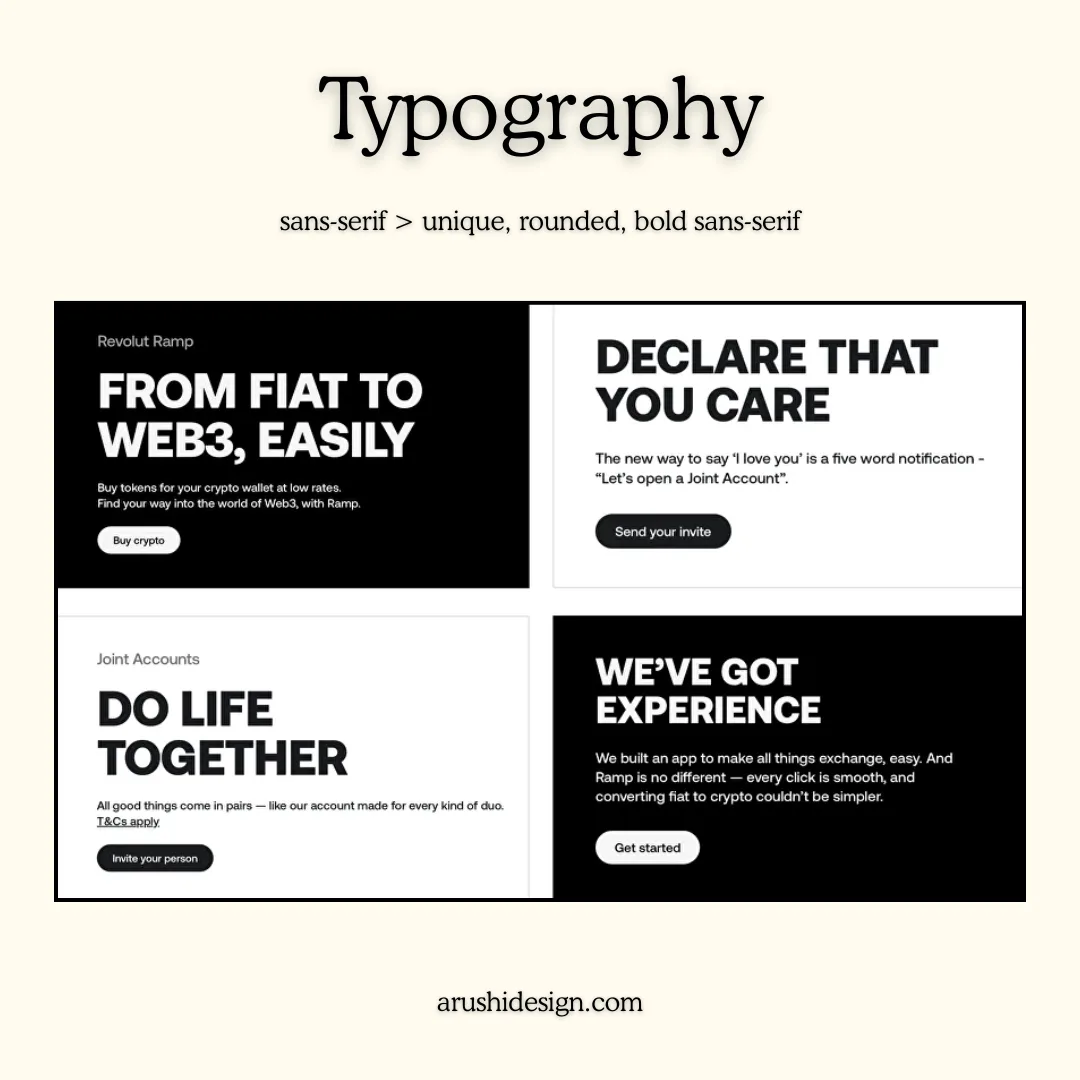 Typography
sans-serif > unique, rounded, bold sans-serif
Revolut Ramp
FROM FIAT TO
WEB3, EASILY
Buy tokens for your crypto wallet at low rates.
Find your way into the world of Web3, with Ramp.
Buy crypto
DECLARE THAT
YOU CARE
The new way to say ‘I love you’ is a five word notification -
“Let’s open a Joint Account”.
Send your invite
Joint Accounts
DO LIFE
TOGETHER
All good things come in pairs — like our account made for every kind of duo.
T&Cs apply
Invite your person
WE’VE GOT
EXPERIENCE
We built an app to make all things exchange, easy. And
Ramp is no different — every click is smooth, and
converting fiat to crypto couldn’t be simpler.
Get started
arushidesign.com